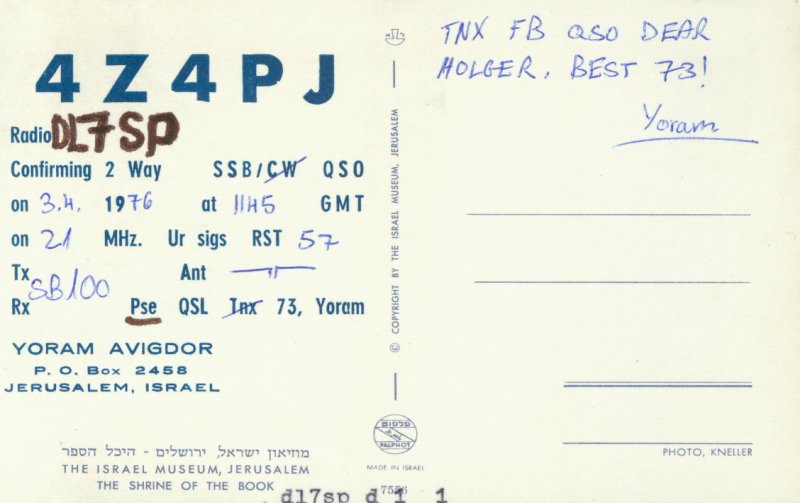 4Z4PJ
Radio DL7SP
Confirming 2 Way SSB/CW QSO
on 3.4. 1976 at 1145 GMT
on 21 MHz. Ur sigs RST 57
Tx SB100 Ant
Rx Pse QSL Tnx 73, Yoram
YORAM AVIGDOR
P. O. Box 2458
JERUSALEM, ISRAEL
מוזיאון ישראל, ירושלים - היכל הספר
THE ISRAEL MUSEUM, JERUSALEM
THE SHRINE OF THE BOOK
© COPYRIGHT BY THE ISRAEL MUSEUM, JERUSALEM
פלפוט
PALPHOT
MADE IN ISRAEL
7556
dl7sp d 1 1
TNX FB QSO DEAR
HOLGER, BEST 73!
Yoram
PHOTO, KNELLER